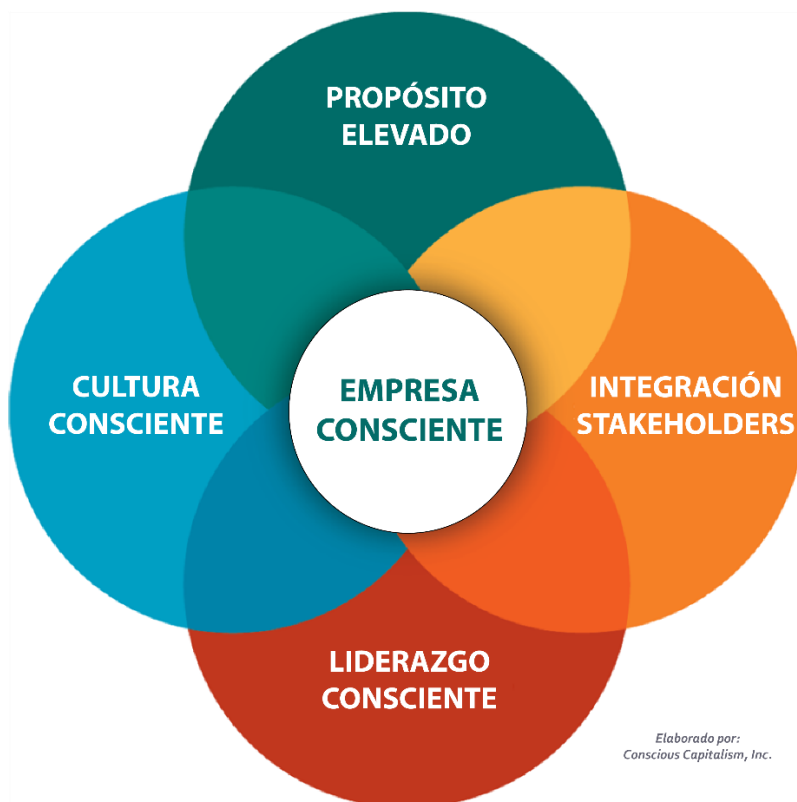 PROPÓSITO
ELEVADO
CULTURA
CONSCIENTE
EMPRESA
CONSCIENTE
INTEGRACIÓN
STAKEHOLDERS
LIDERAZGO
CONSCIENTE
Elaborado por:
Conscious Capitalism, Inc.